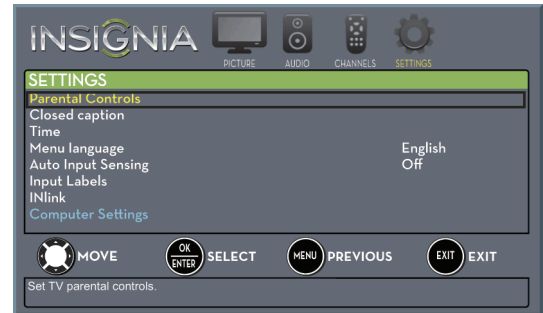 INSIGNIA
PICTURE AUDIO CHANNELS SETTINGS
SETTINGS
Parental Controls
Closed caption
Time
Menu language English
Auto Input Sensing Off
Input Labels
INlink
Computer Settings
MOVE OK ENTER SELECT MENU PREVIOUS EXIT EXIT
Set TV parental controls.